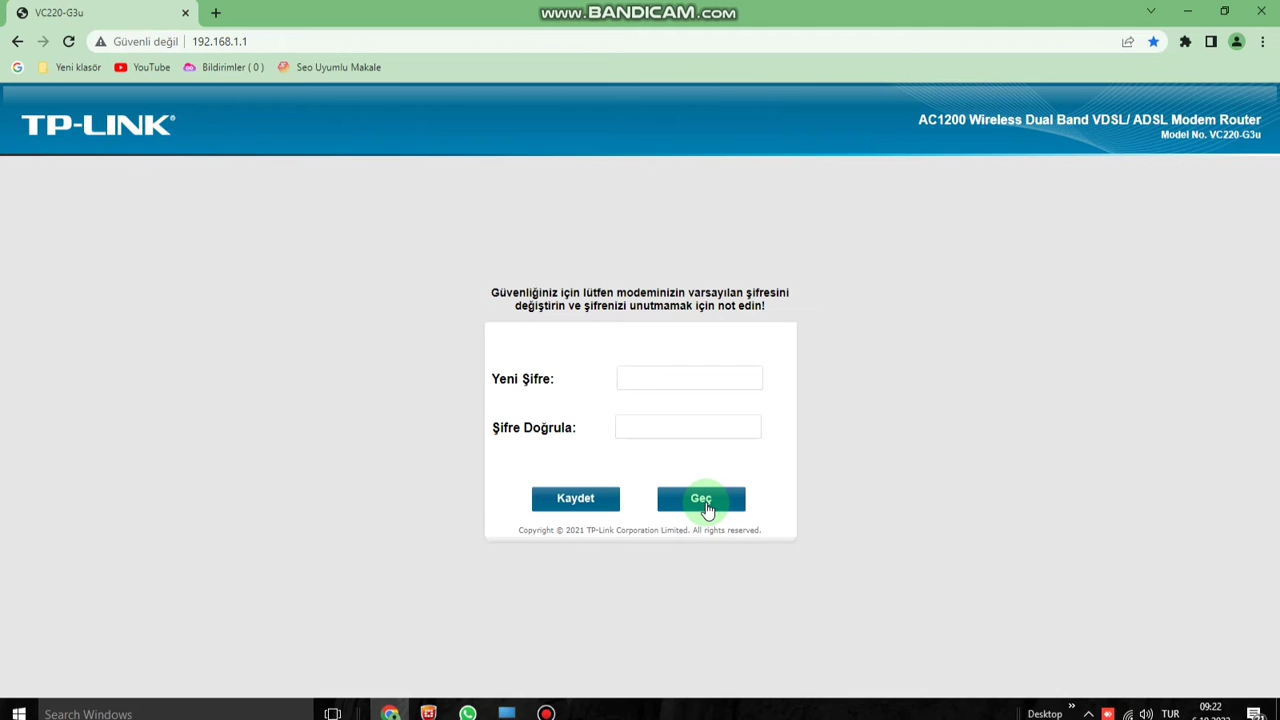 VC220-G3u
www.BANDICAM.com
Güvenli değil
192.168.1.1
Yeni klasör
YouTube
Bildirimler ( 0 )
Seo Uyumlu Makale
TP-LINK®
AC1200 Wireless Dual Band VDSL/ ADSL Modem Router
Model No. VC220-G3u
Güvenliğiniz için lütfen modeminizin varsayılan şifresini
değiştirin ve şifrenizi unutmamak için not edin!
Yeni Şifre:
Şifre Doğrula:
Kaydet
Geç
Copyright © 2021 TP-Link Corporation Limited. All rights reserved.
Search Windows
Desktop
TUR
09:22